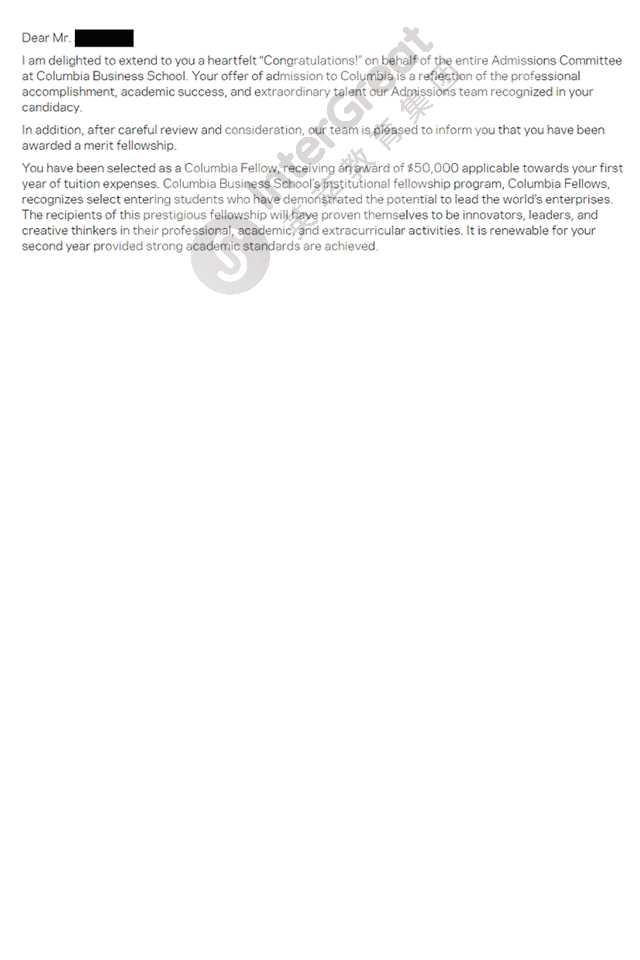 Dear Mr.
I am delighted to extend to you a heartfelt “Congratulations!” on behalf of the entire Admissions Committee
at Columbia Business School. Your offer of admission to Columbia is a reflection of the professional
accomplishment, academic success, and extraordinary talent our Admissions team recognized in your
candidacy.
In addition, after careful review and consideration, our team is pleased to inform you that you have been
awarded a merit fellowship.
You have been selected as a Columbia Fellow, receiving an award of $50,000 applicable towards your first
year of tuition expenses. Columbia Business School’s institutional fellowship program, Columbia Fellows,
recognizes select entering students who have demonstrated the potential to lead the world’s enterprises.
The recipients of this prestigious fellowship will have proven themselves to be innovators, leaders, and
creative thinkers in their professional, academic, and extracurricular activities. It is renewable for your
second year provided strong academic standards are achieved.
InterGreat
英立教育集团